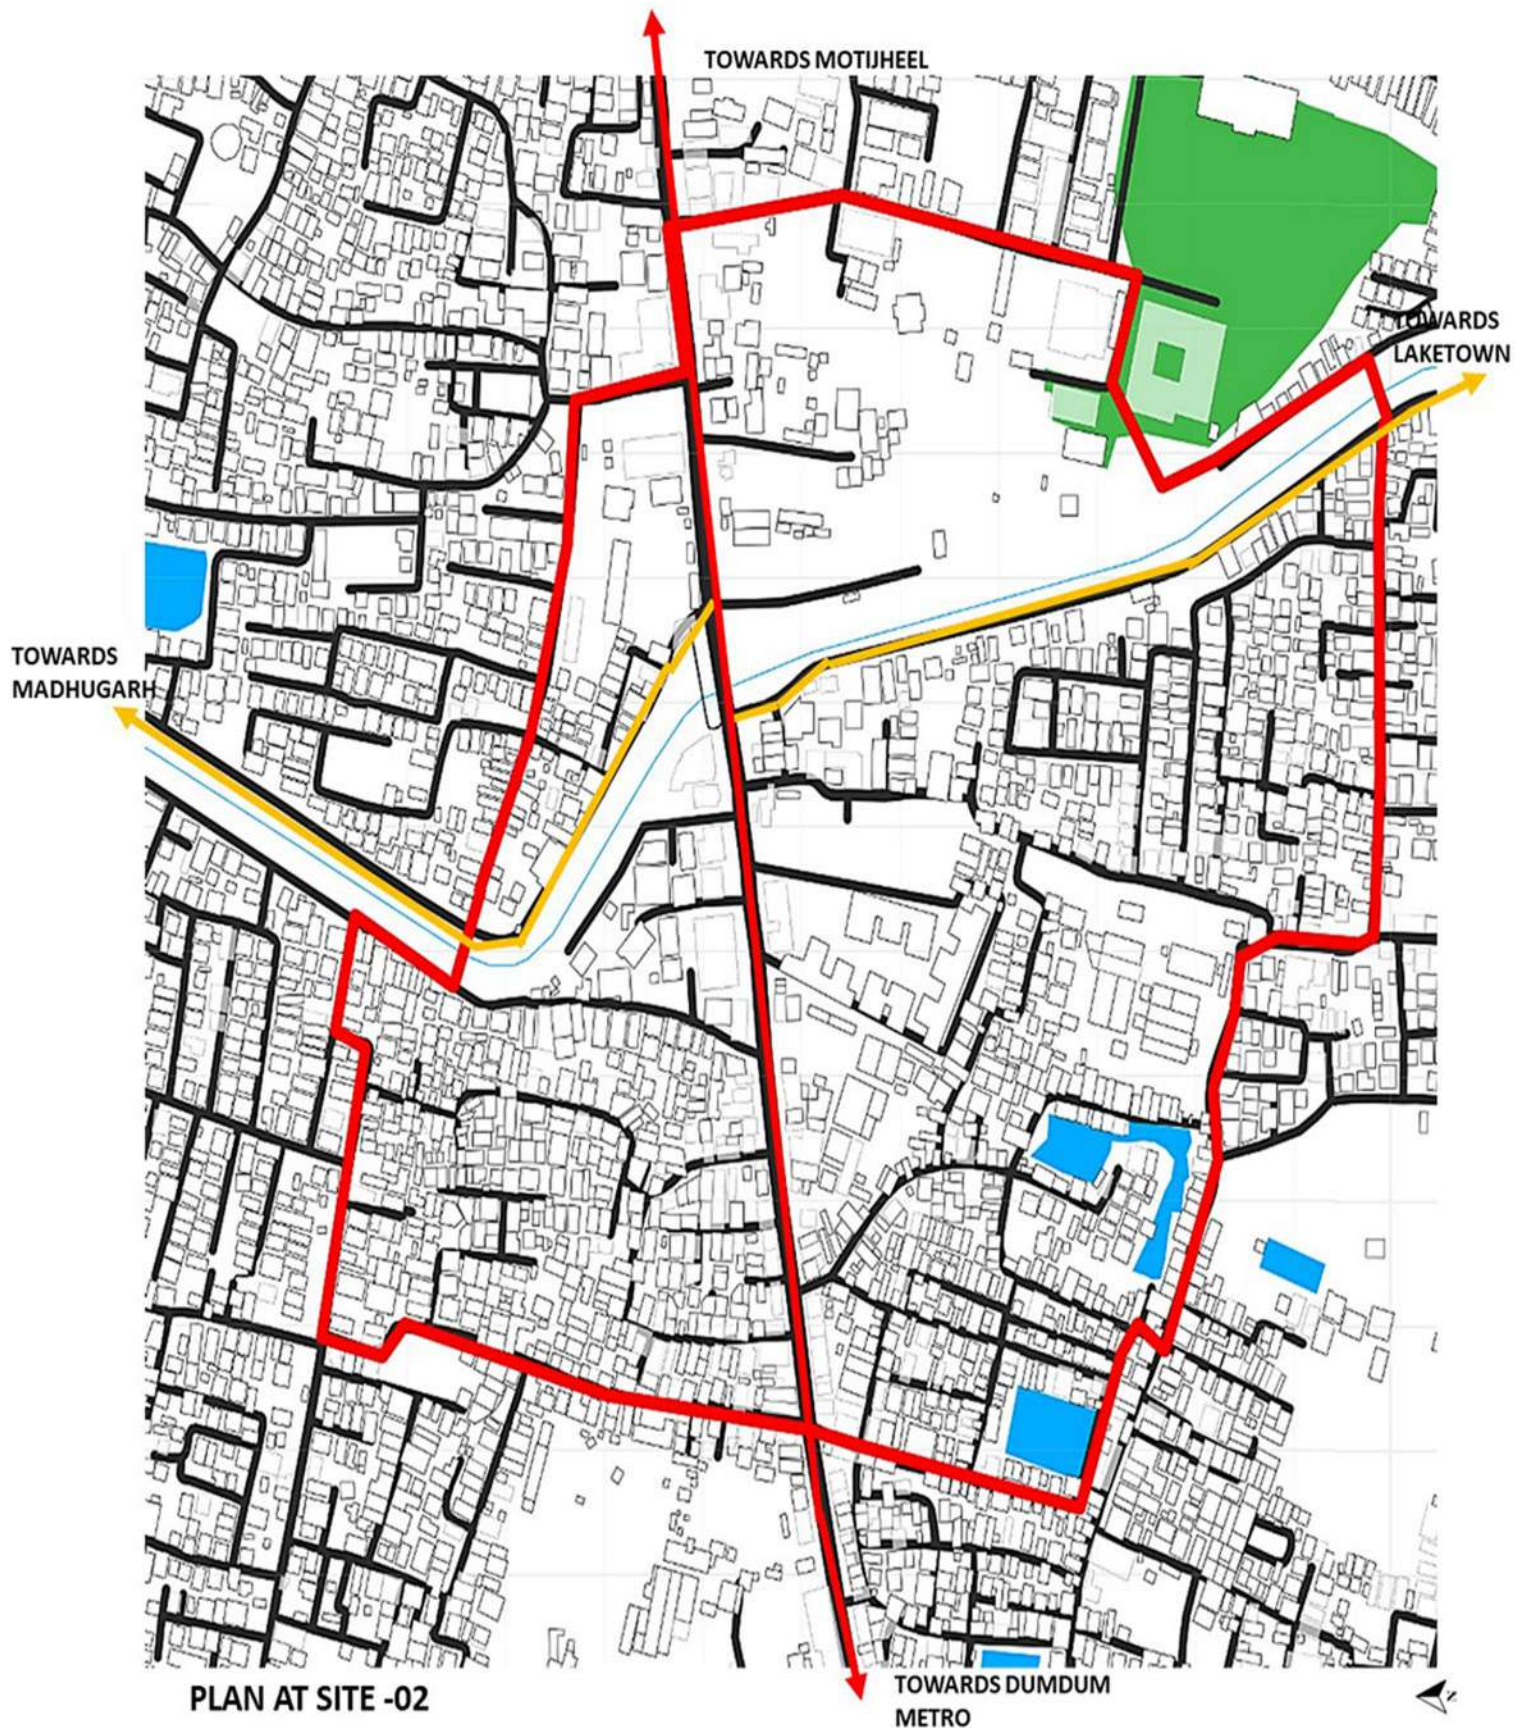 TOWARDS MOTIJHEEL
TOWARDS
LAKETOWN
TOWARDS
MADHUGARH
PLAN AT SITE -02
TOWARDS DUMDUM
METRO
N